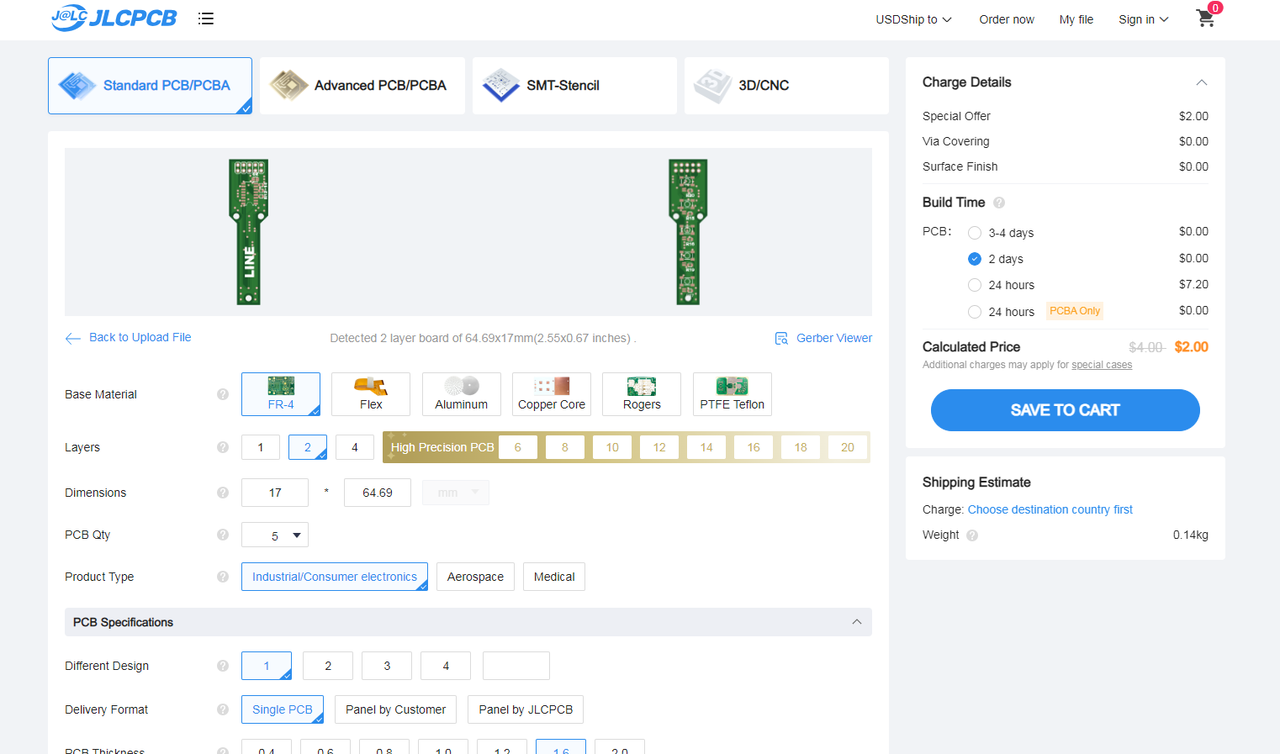 J@LC JLCPCB
USDShip to
Order now
My file
Sign in
0
Standard PCB/PCBA
Advanced PCB/PCBA
SMT-Stencil
3D/CNC
LINE
Back to Upload File
Detected 2 layer board of 64.69x17mm(2.55x0.67 inches) .
Gerber Viewer
Base Material ?
FR-4
Flex
Aluminum
Copper Core
Rogers
PTFE Teflon
Layers ?
1 2 4 High Precision PCB 6 8 10 12 14 16 18 20
Dimensions ?
17 * 64.69 mm
PCB Qty ?
5
Product Type ?
Industrial/Consumer electronics
Aerospace
Medical
PCB Specifications
Different Design ?
1 2 3 4
Delivery Format ?
Single PCB
Panel by Customer
Panel by JLCPCB
PCB Thickness
0.4 0.6 0.8 1.0 1.2 1.6 2.0
Charge Details
Special Offer $2.00
Via Covering $0.00
Surface Finish $0.00
Build Time ?
PCB: 3-4 days $0.00
2 days $0.00
24 hours $7.20
24 hours PCBA Only $0.00
Calculated Price $4.00 $2.00
Additional charges may apply for special cases
SAVE TO CART
Shipping Estimate
Charge: Choose destination country first
Weight ? 0.14kg